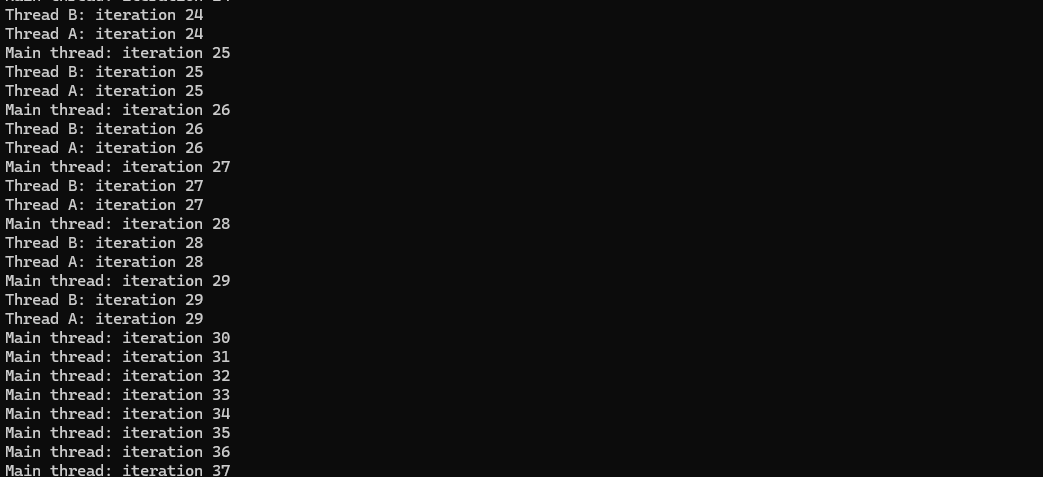 Thread B: iteration 24
Thread A: iteration 24
Main thread: iteration 25
Thread B: iteration 25
Thread A: iteration 25
Main thread: iteration 26
Thread B: iteration 26
Thread A: iteration 26
Main thread: iteration 27
Thread B: iteration 27
Thread A: iteration 27
Main thread: iteration 28
Thread B: iteration 28
Thread A: iteration 28
Main thread: iteration 29
Thread B: iteration 29
Thread A: iteration 29
Main thread: iteration 30
Main thread: iteration 31
Main thread: iteration 32
Main thread: iteration 33
Main thread: iteration 34
Main thread: iteration 35
Main thread: iteration 36
Main thread: iteration 37